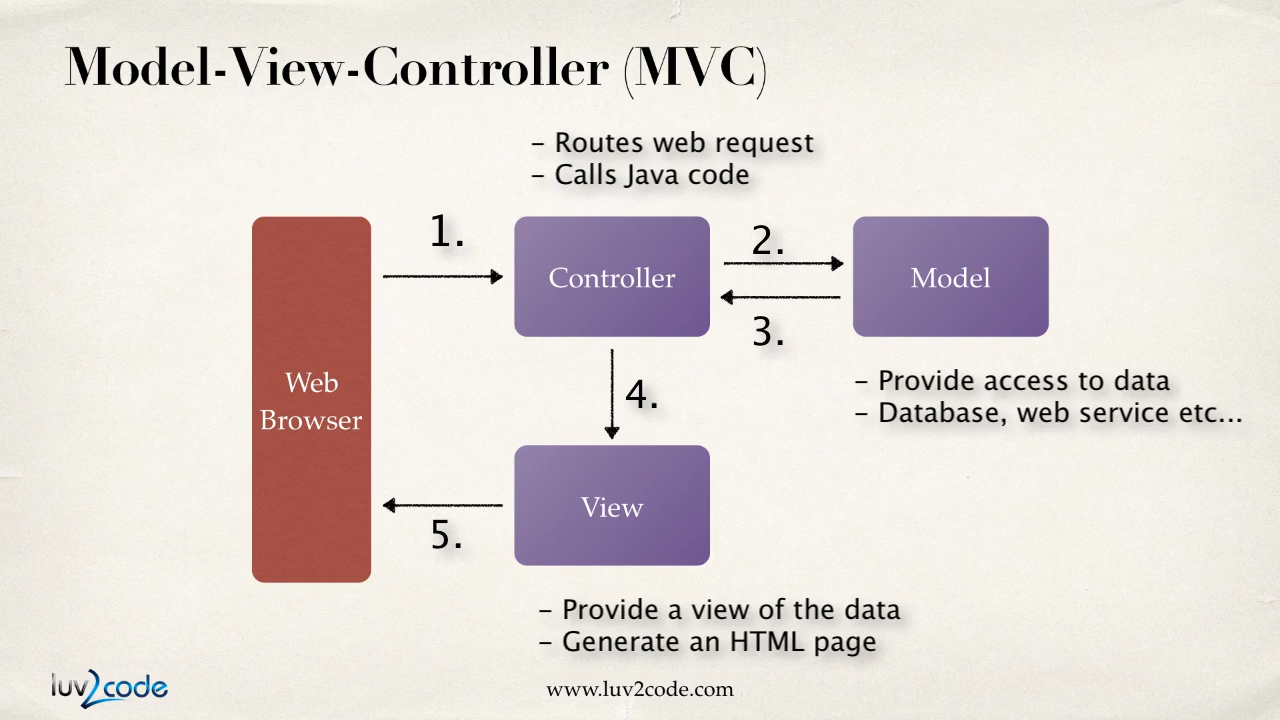 Model-View-Controller (MVC)
– Routes web request
– Calls Java code
1.
Controller
2.
3.
Model
Web
Browser
4.
– Provide access to data
– Database, web service etc...
View
5.
– Provide a view of the data
– Generate an HTML page
luv2code
www.luv2code.com